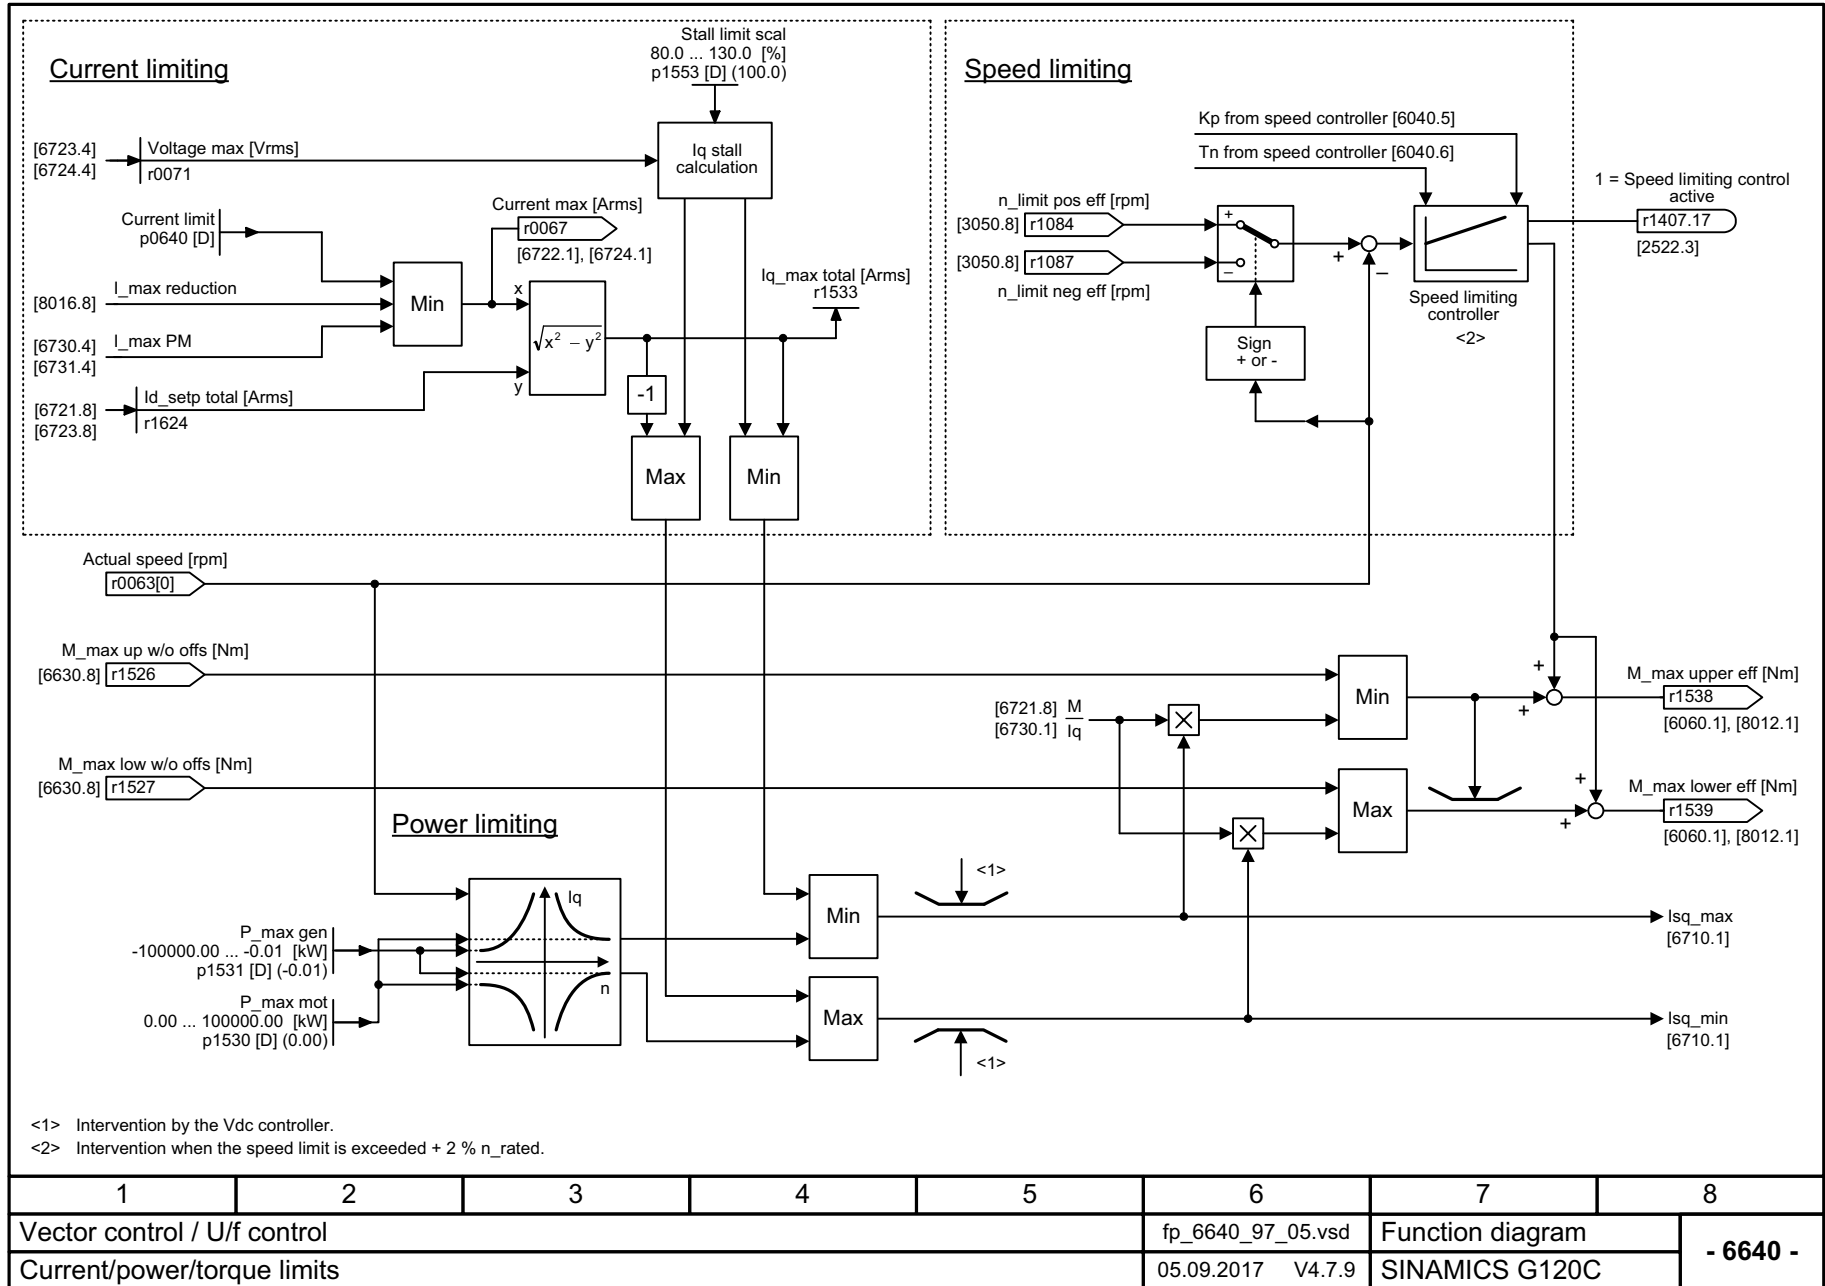 Current limiting
Stall limit scal
80.0 ... 130.0 [%]
p1553 [D] (100.0)
[6723.4]
[6724.4]
Voltage max [Vrms]
r0071
Iq stall
calculation
Current limit
p0640 [D]
Current max [Arms]
r0067
[6722.1], [6724.1]
[8016.8]
I_max reduction
Min
x
y
√x² – y²
Iq_max total [Arms]
r1533
[6730.4]
[6731.4]
I_max PM
[6721.8]
[6723.8]
Id_setp total [Arms]
r1624
-1
Max
Min
Speed limiting
Kp from speed controller [6040.5]
Tn from speed controller [6040.6]
n_limit pos eff [rpm]
[3050.8] r1084
[3050.8] r1087
n_limit neg eff [rpm]
+
–
+
–
Sign
+ or -
Speed limiting
controller
<2>
1 = Speed limiting control
active
r1407.17
[2522.3]
Actual speed [rpm]
r0063[0]
M_max up w/o offs [Nm]
[6630.8] r1526
M_max low w/o offs [Nm]
[6630.8] r1527
[6721.8]
[6730.1]
M
Iq
×
×
Min
Max
+
+
+
+
M_max upper eff [Nm]
r1538
[6060.1], [8012.1]
M_max lower eff [Nm]
r1539
[6060.1], [8012.1]
Power limiting
P_max gen
-100000.00 ... -0.01 [kW]
p1531 [D] (-0.01)
P_max mot
0.00 ... 100000.00 [kW]
p1530 [D] (0.00)
Iq
n
Min
Max
<1>
<1>
Isq_max
[6710.1]
Isq_min
[6710.1]
<1> Intervention by the Vdc controller.
<2> Intervention when the speed limit is exceeded + 2 % n_rated.
1 2 3 4 5 6 7 8
Vector control / U/f control
fp_6640_97_05.vsd
Function diagram
- 6640 -
Current/power/torque limits
05.09.2017 V4.7.9
SINAMICS G120C